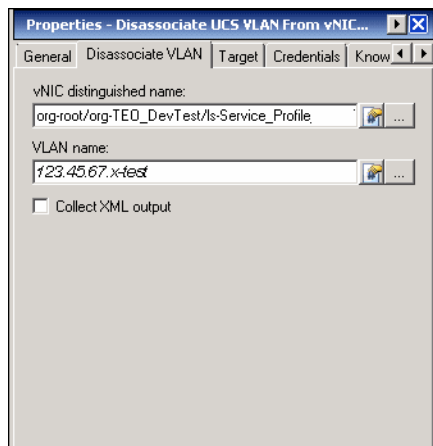 Properties - Disassociate UCS VLAN From vNIC...
General Disassociate VLAN Target Credentials Know
vNIC distinguished name:
org-root/org-TEO_DevTest/ls-Service_Profile
...
VLAN name:
123.45.67.x-test
...
Collect XML output